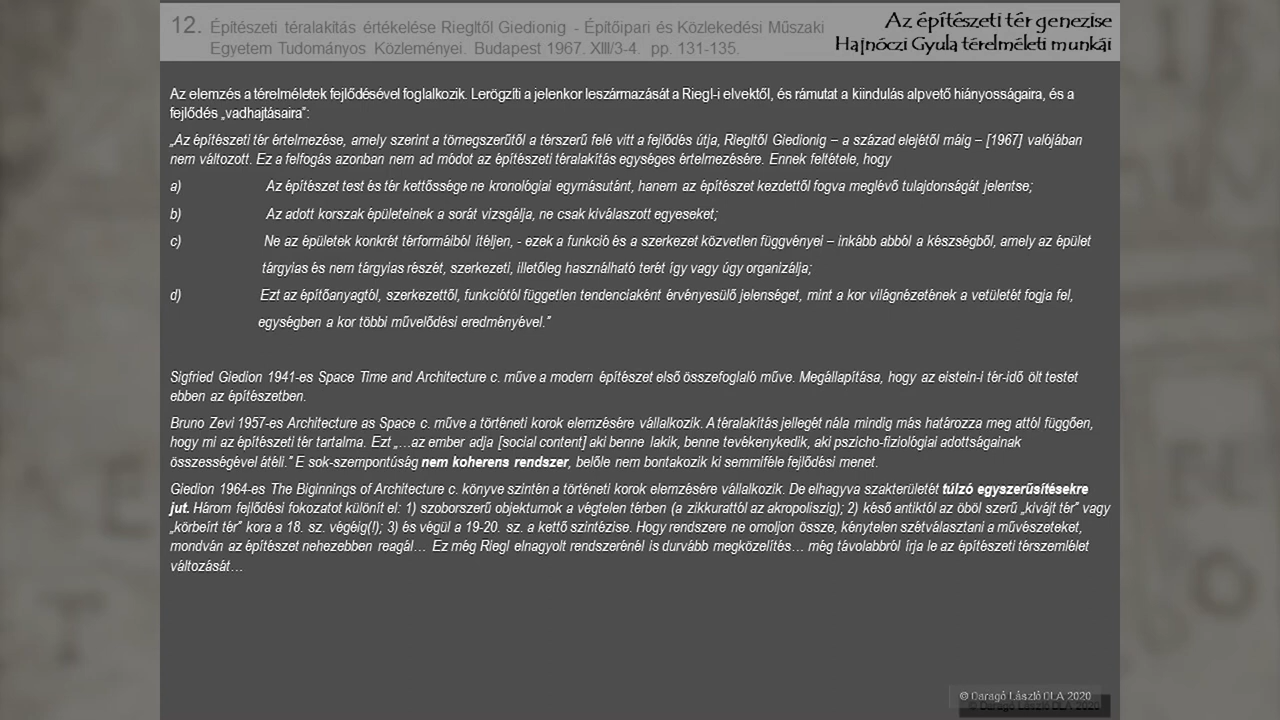 12. Építészeti téralakítás értékelése Riegltől Giedionig - Építőipari és Közlekedési Műszaki
Egyetem Tudományos Közleményei. Budapest 1967. XIII/3-4. pp. 131-135.
Az építészeti tér genezise
Hajnóczi Gyula térelméleti munkái
Az elemzés a térelméletek fejlődésével foglalkozik. Lerögzíti a jelenkor leszármazását a Riegl-i elvektől, és rámutat a kiindulás alpvető hiányosságaira, és a
fejlődés „vadhajtásaira”:
„Az építészeti tér értelmezése, amely szerint a tömegszerűtől a térszerű felé vitt a fejlődés útja, Riegltől Giedionig – a század elejétől máig – [1967] valójában
nem változott. Ez a felfogás azonban nem ad módot az építészeti téralakítás egységes értelmezésére. Ennek feltétele, hogy
a) Az építészet test és tér kettőssége ne kronológiai egymásutánt, hanem az építészet kezdettől fogva meglévő tulajdonságát jelentse;
b) Az adott korszak épületeinek a sorát vizsgálja, ne csak kiválaszott egyeseket;
c) Ne az épületek konkrét térformáiból ítéljen, - ezek a funkció és a szerkezet közvetlen függvényei – inkább abból a készségből, amely az épület
tárgyias és nem tárgyias részét, szerkezeti, illetőleg használható terét így vagy úgy organizálja;
d) Ezt az építőanyagtól, szerkezettől, funkciótól független tendenciaként érvényesülő jelenséget, mint a kor világnézetének a vetületét fogja fel,
egységben a kor többi művelődési eredményével.”
Sigfried Giedion 1941-es Space Time and Architecture c. műve a modern építészet első összefoglaló műve. Megállapítása, hogy az eistein-i tér-idő ölt testet
ebben az építészetben.
Bruno Zevi 1957-es Architecture as Space c. műve a történeti korok elemzésére vállalkozik. A téralakítás jellegét nála mindig más határozza meg attól függően,
hogy mi az építészeti tér tartalma. Ezt „…az ember adja [social content] aki benne lakik, benne tevékenykedik, aki pszicho-fiziológiai adottságainak
összességével átéli.” E sok-szempontúság nem koherens rendszer, belőle nem bontakozik ki semmiféle fejlődési menet.
Giedion 1964-es The Biginnings of Architecture c. könyve szintén a történeti korok elemzésére vállalkozik. De elhagyva szakterületét túlzó egyszerűsítésekre
jut. Három fejlődési fokozatot különít el: 1) szoborszerű objektumok a végtelen térben (a zikkurattól az akropoliszig); 2) késő antiktól az öböl szerű „kivájt tér” vagy
„körbeírt tér” kora a 18. sz. végéig(!); 3) és végül a 19-20. sz. a kettő szintézise. Hogy rendszere ne omoljon össze, kénytelen szétválasztani a művészeteket,
mondván az építészet nehezebben reagál… Ez még Riegl elnagyolt rendszerénél is durvább megközelítés… még távolabbról írja le az építészeti térszemlélet
változását…
© Daragó László DLA 2020